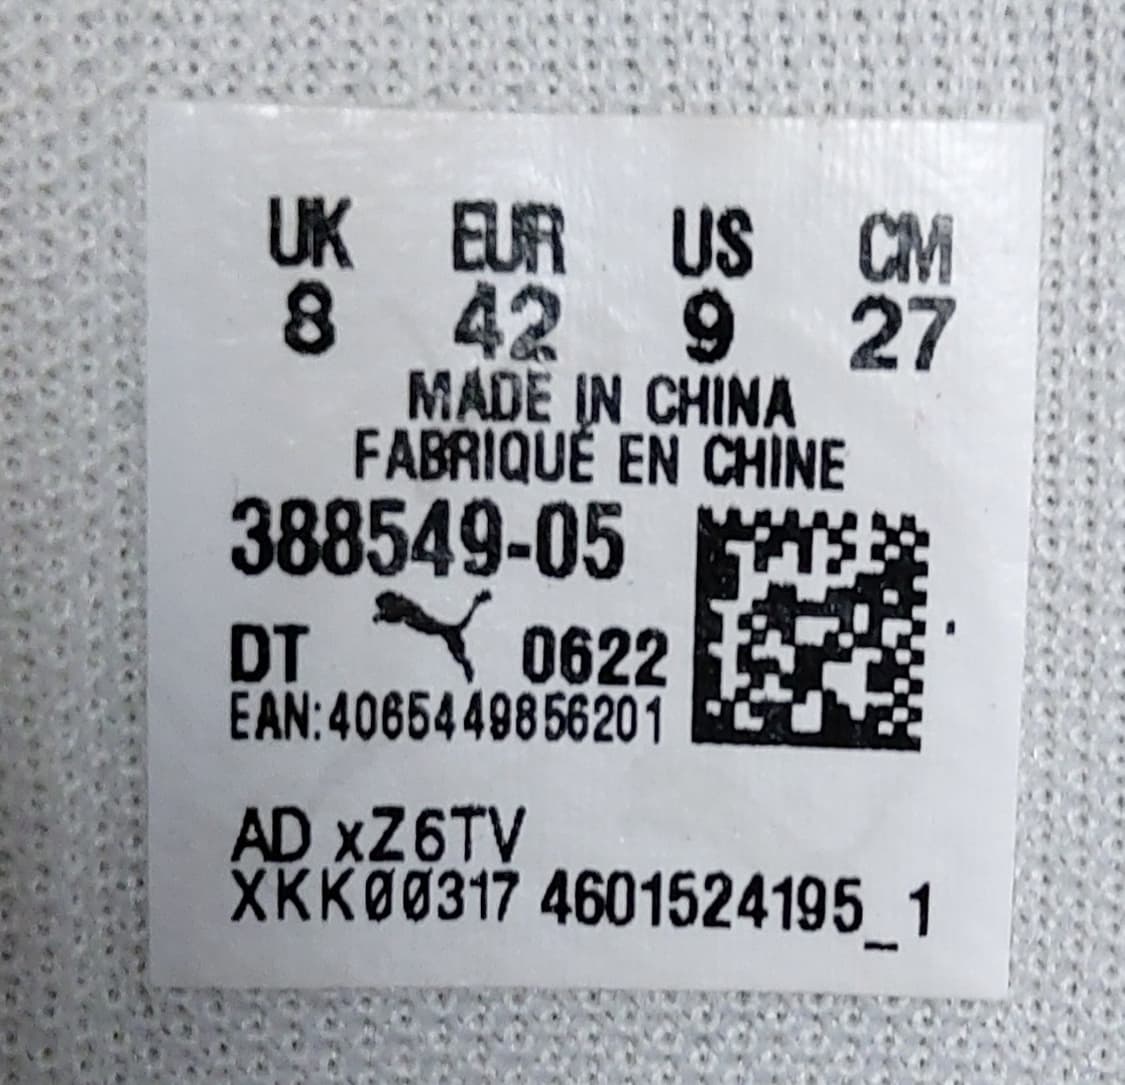 UK EUR US CM
8 42 9 27
MADE IN CHINA
FABRIQUÉ EN CHINE
388549-05
DT 0622
EAN:4065449856201
AD xZ6TV
XKK00317 4601524195_1